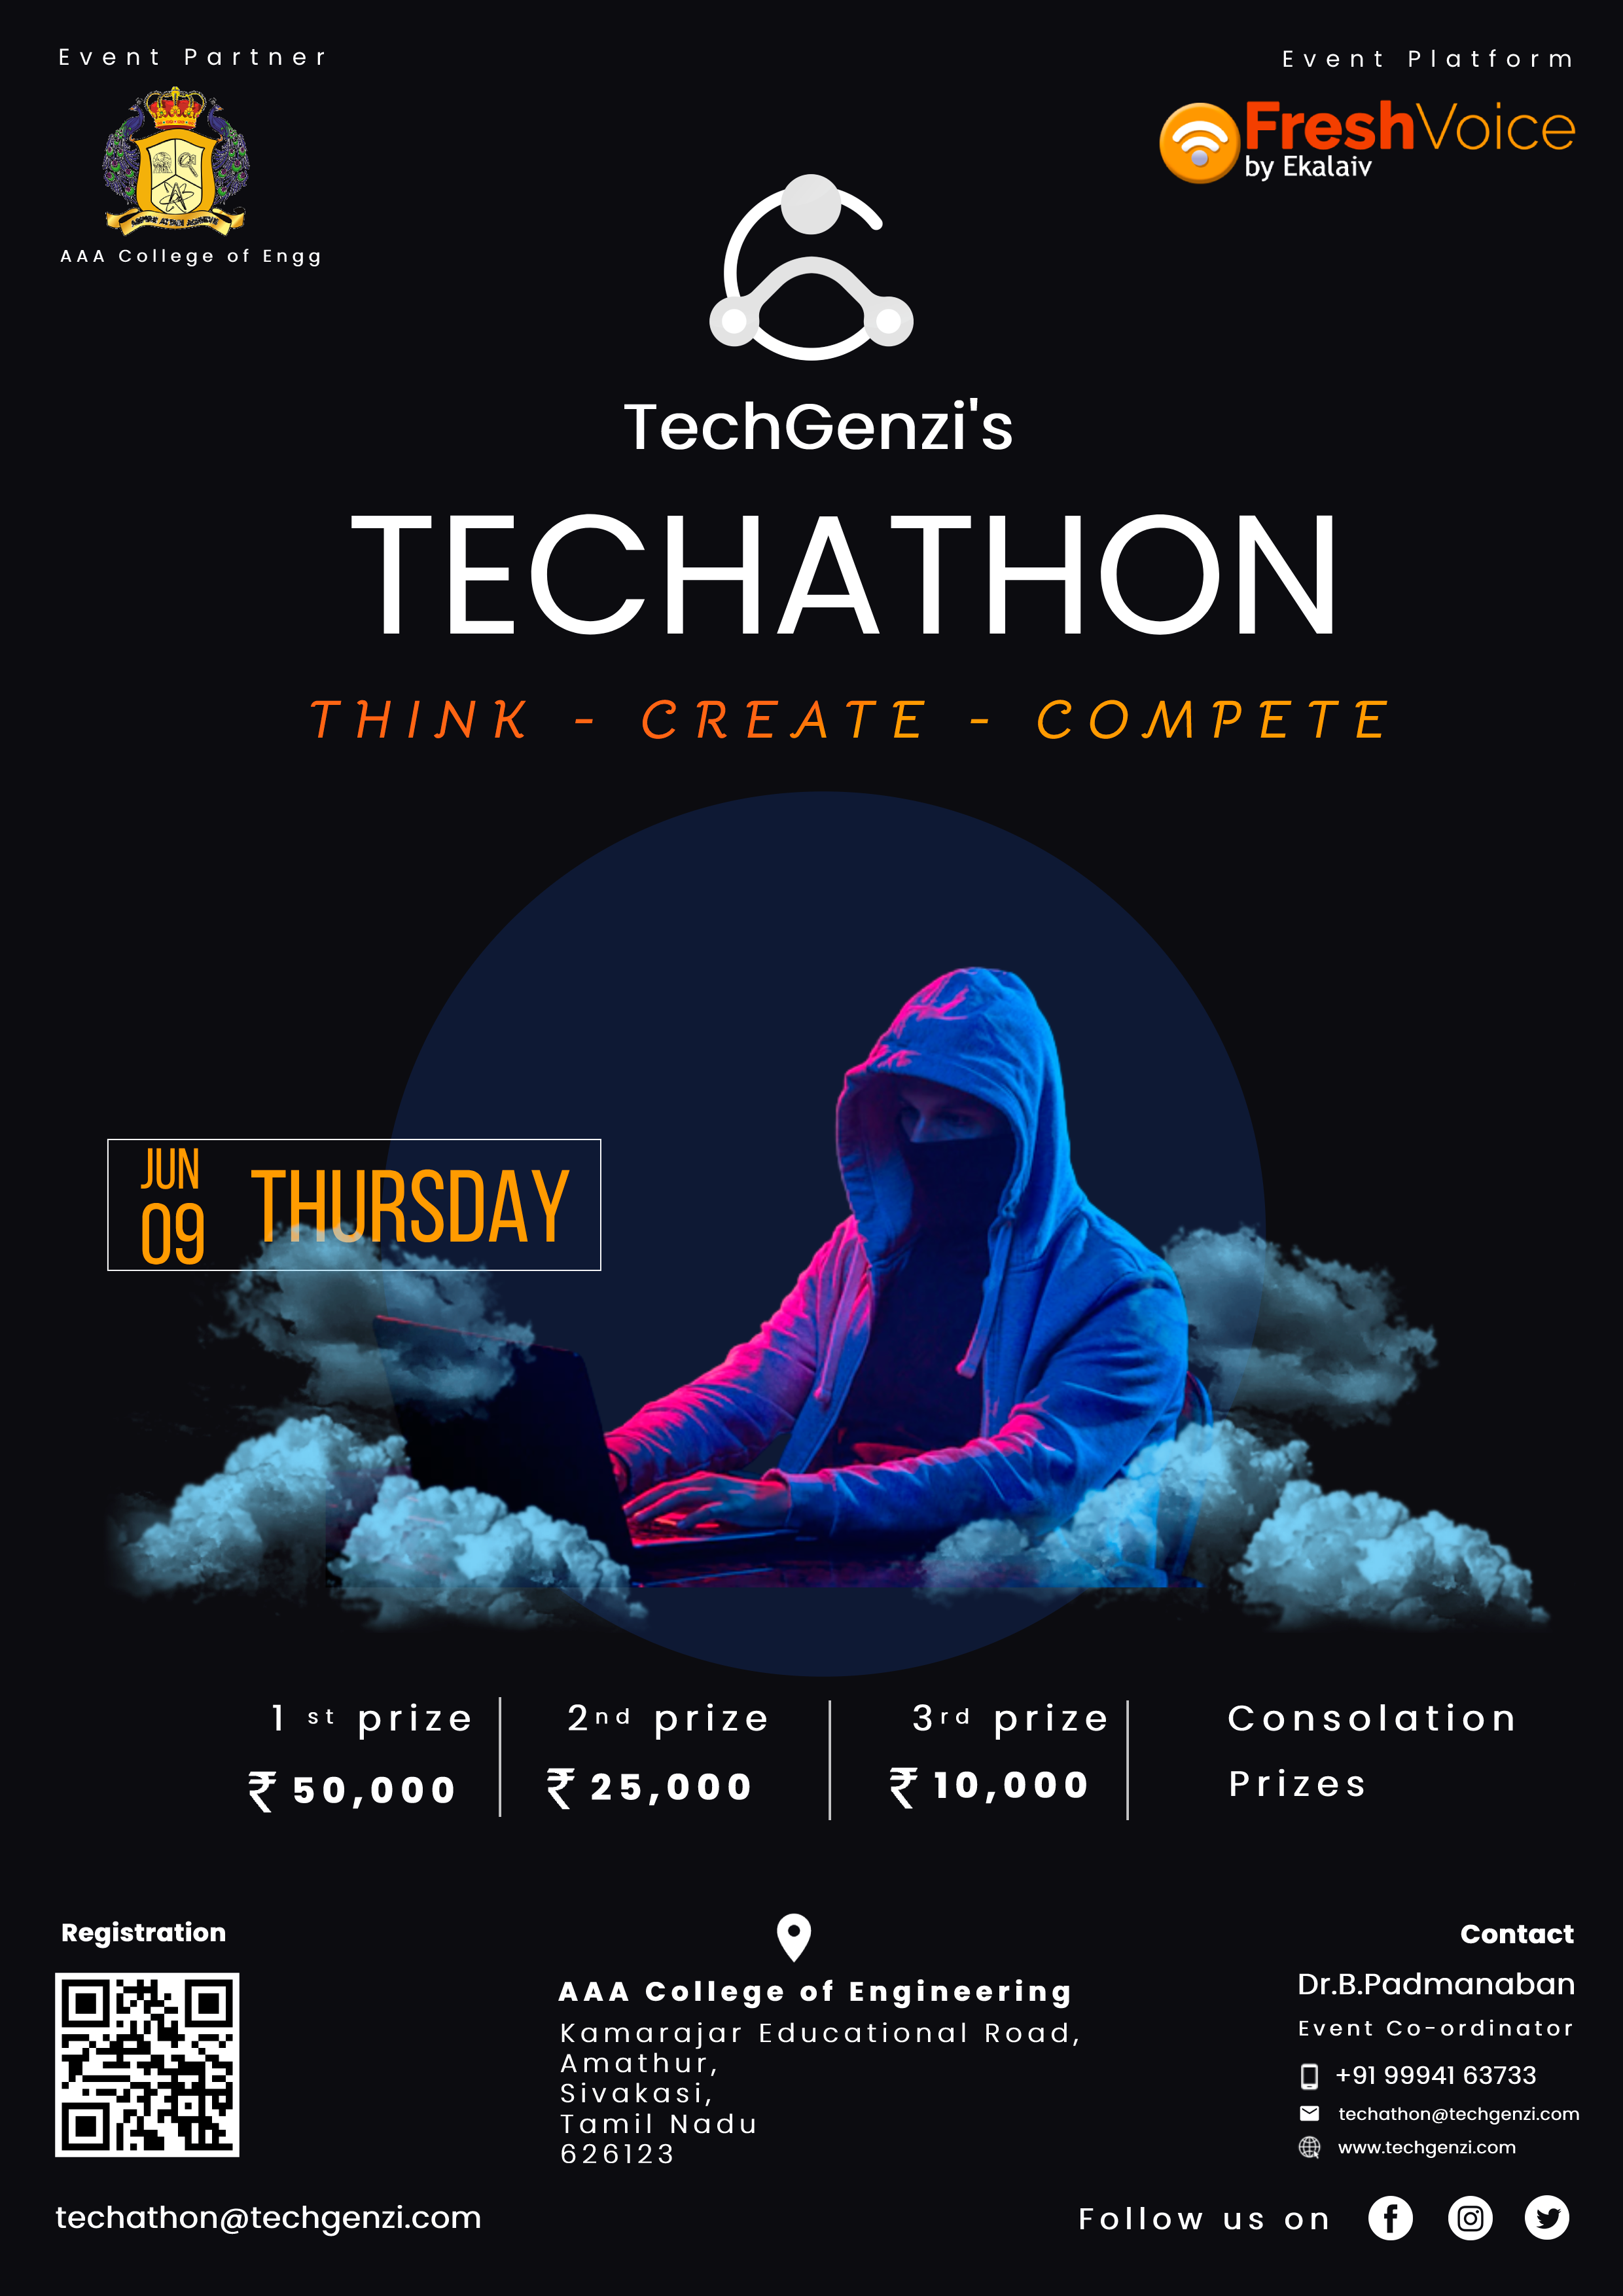 Event Partner
AAA College of Engg
Event Platform
FreshVoice
by Ekalaiv
TechGenzi's
TECHATHON
THINK - CREATE - COMPETE
JUN
09
THURSDAY
1 st prize
₹ 50,000
2nd prize
₹ 25,000
3rd prize
₹ 10,000
Consolation
Prizes
Registration
techathon@techgenzi.com
AAA College of Engineering
Kamarajar Educational Road,
Amathur,
Sivakasi,
Tamil Nadu
626123
Contact
Dr.B.Padmanaban
Event Co-ordinator
+91 99941 63733
techathon@techgenzi.com
www.techgenzi.com
Follow us on